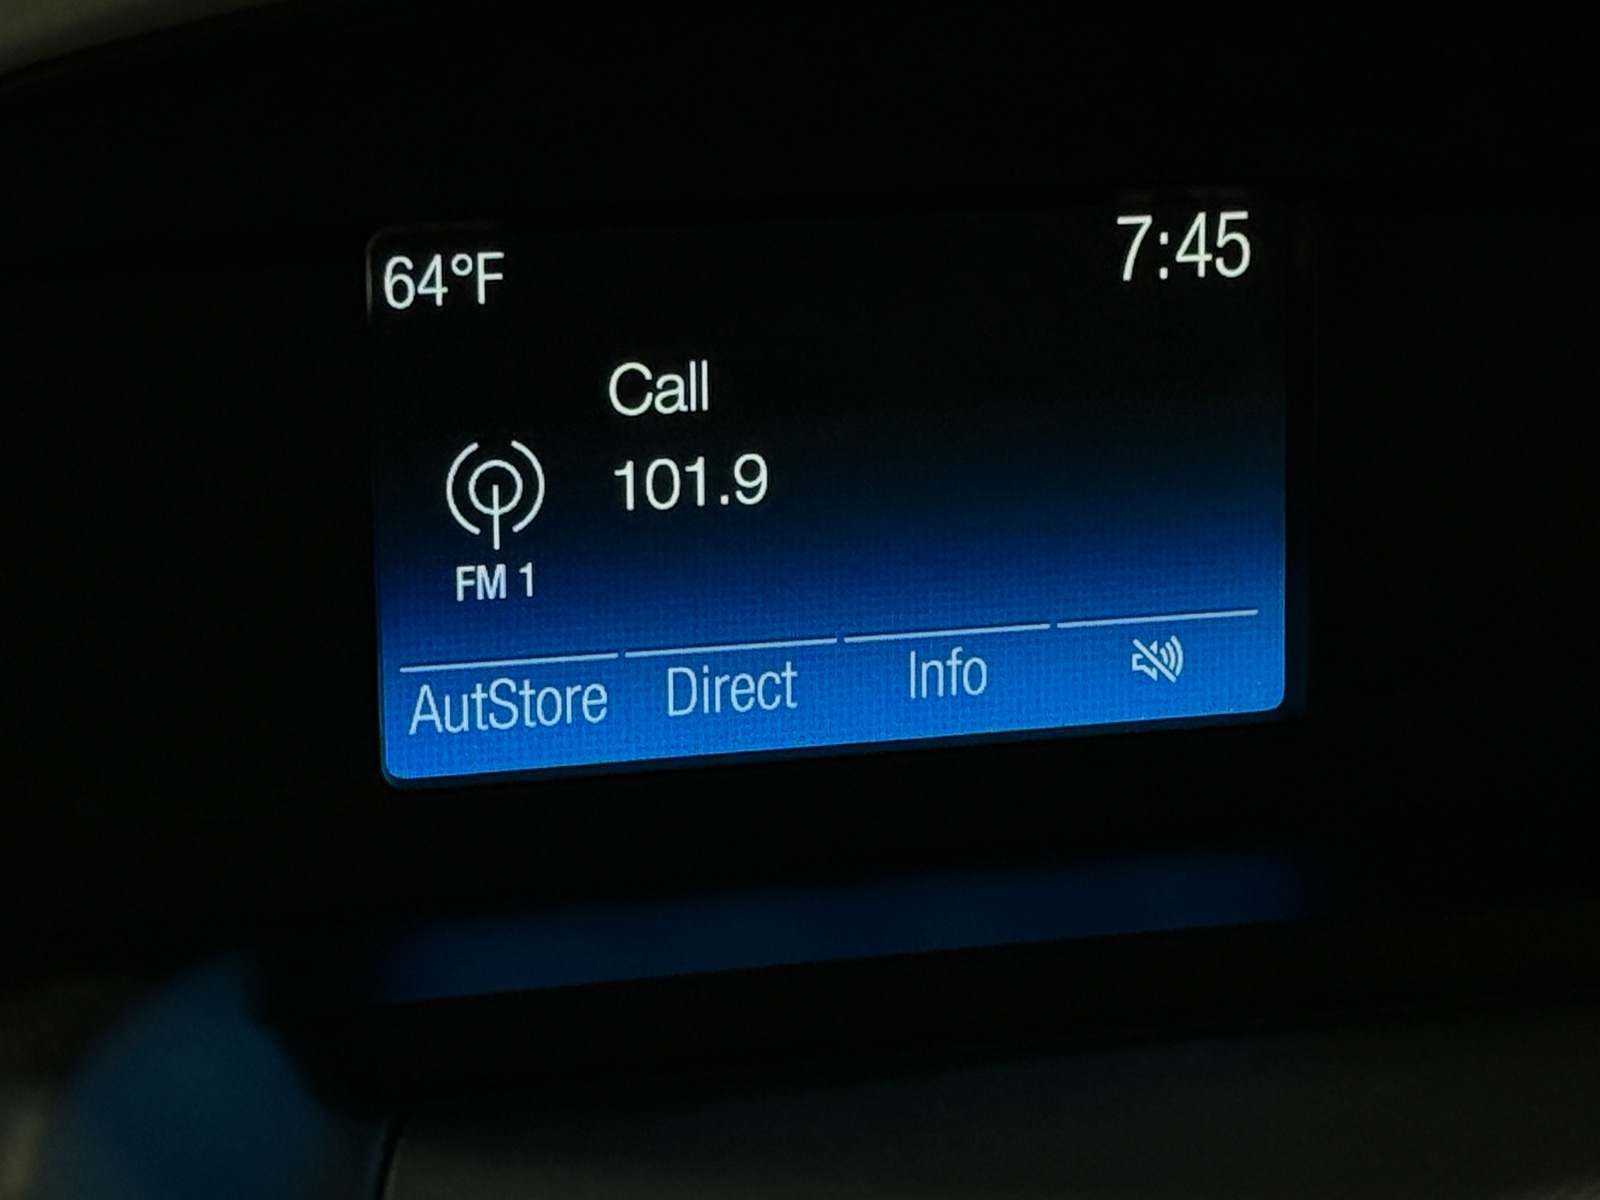 64°F 7:45
Call
101.9
FM 1
AutStore Direct Info